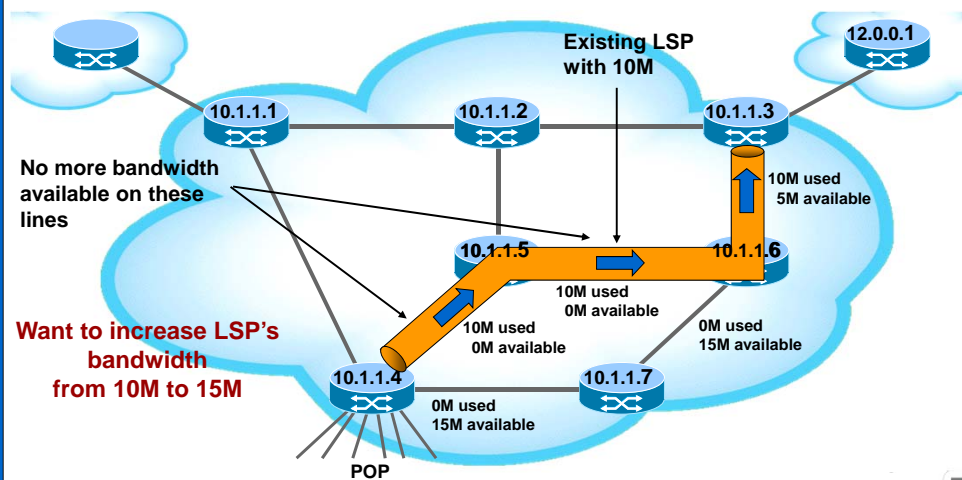 Existing LSP
with 10M
12.0.0.1
10.1.1.1
10.1.1.2
10.1.1.3
No more bandwidth
available on these
lines
10M used
5M available
10.1.1.5
10.1.1.6
10M used
0M available
10M used
0M available
0M used
15M available
Want to increase LSP's
bandwidth
from 10M to 15M
10.1.1.4
10.1.1.7
0M used
15M available
POP